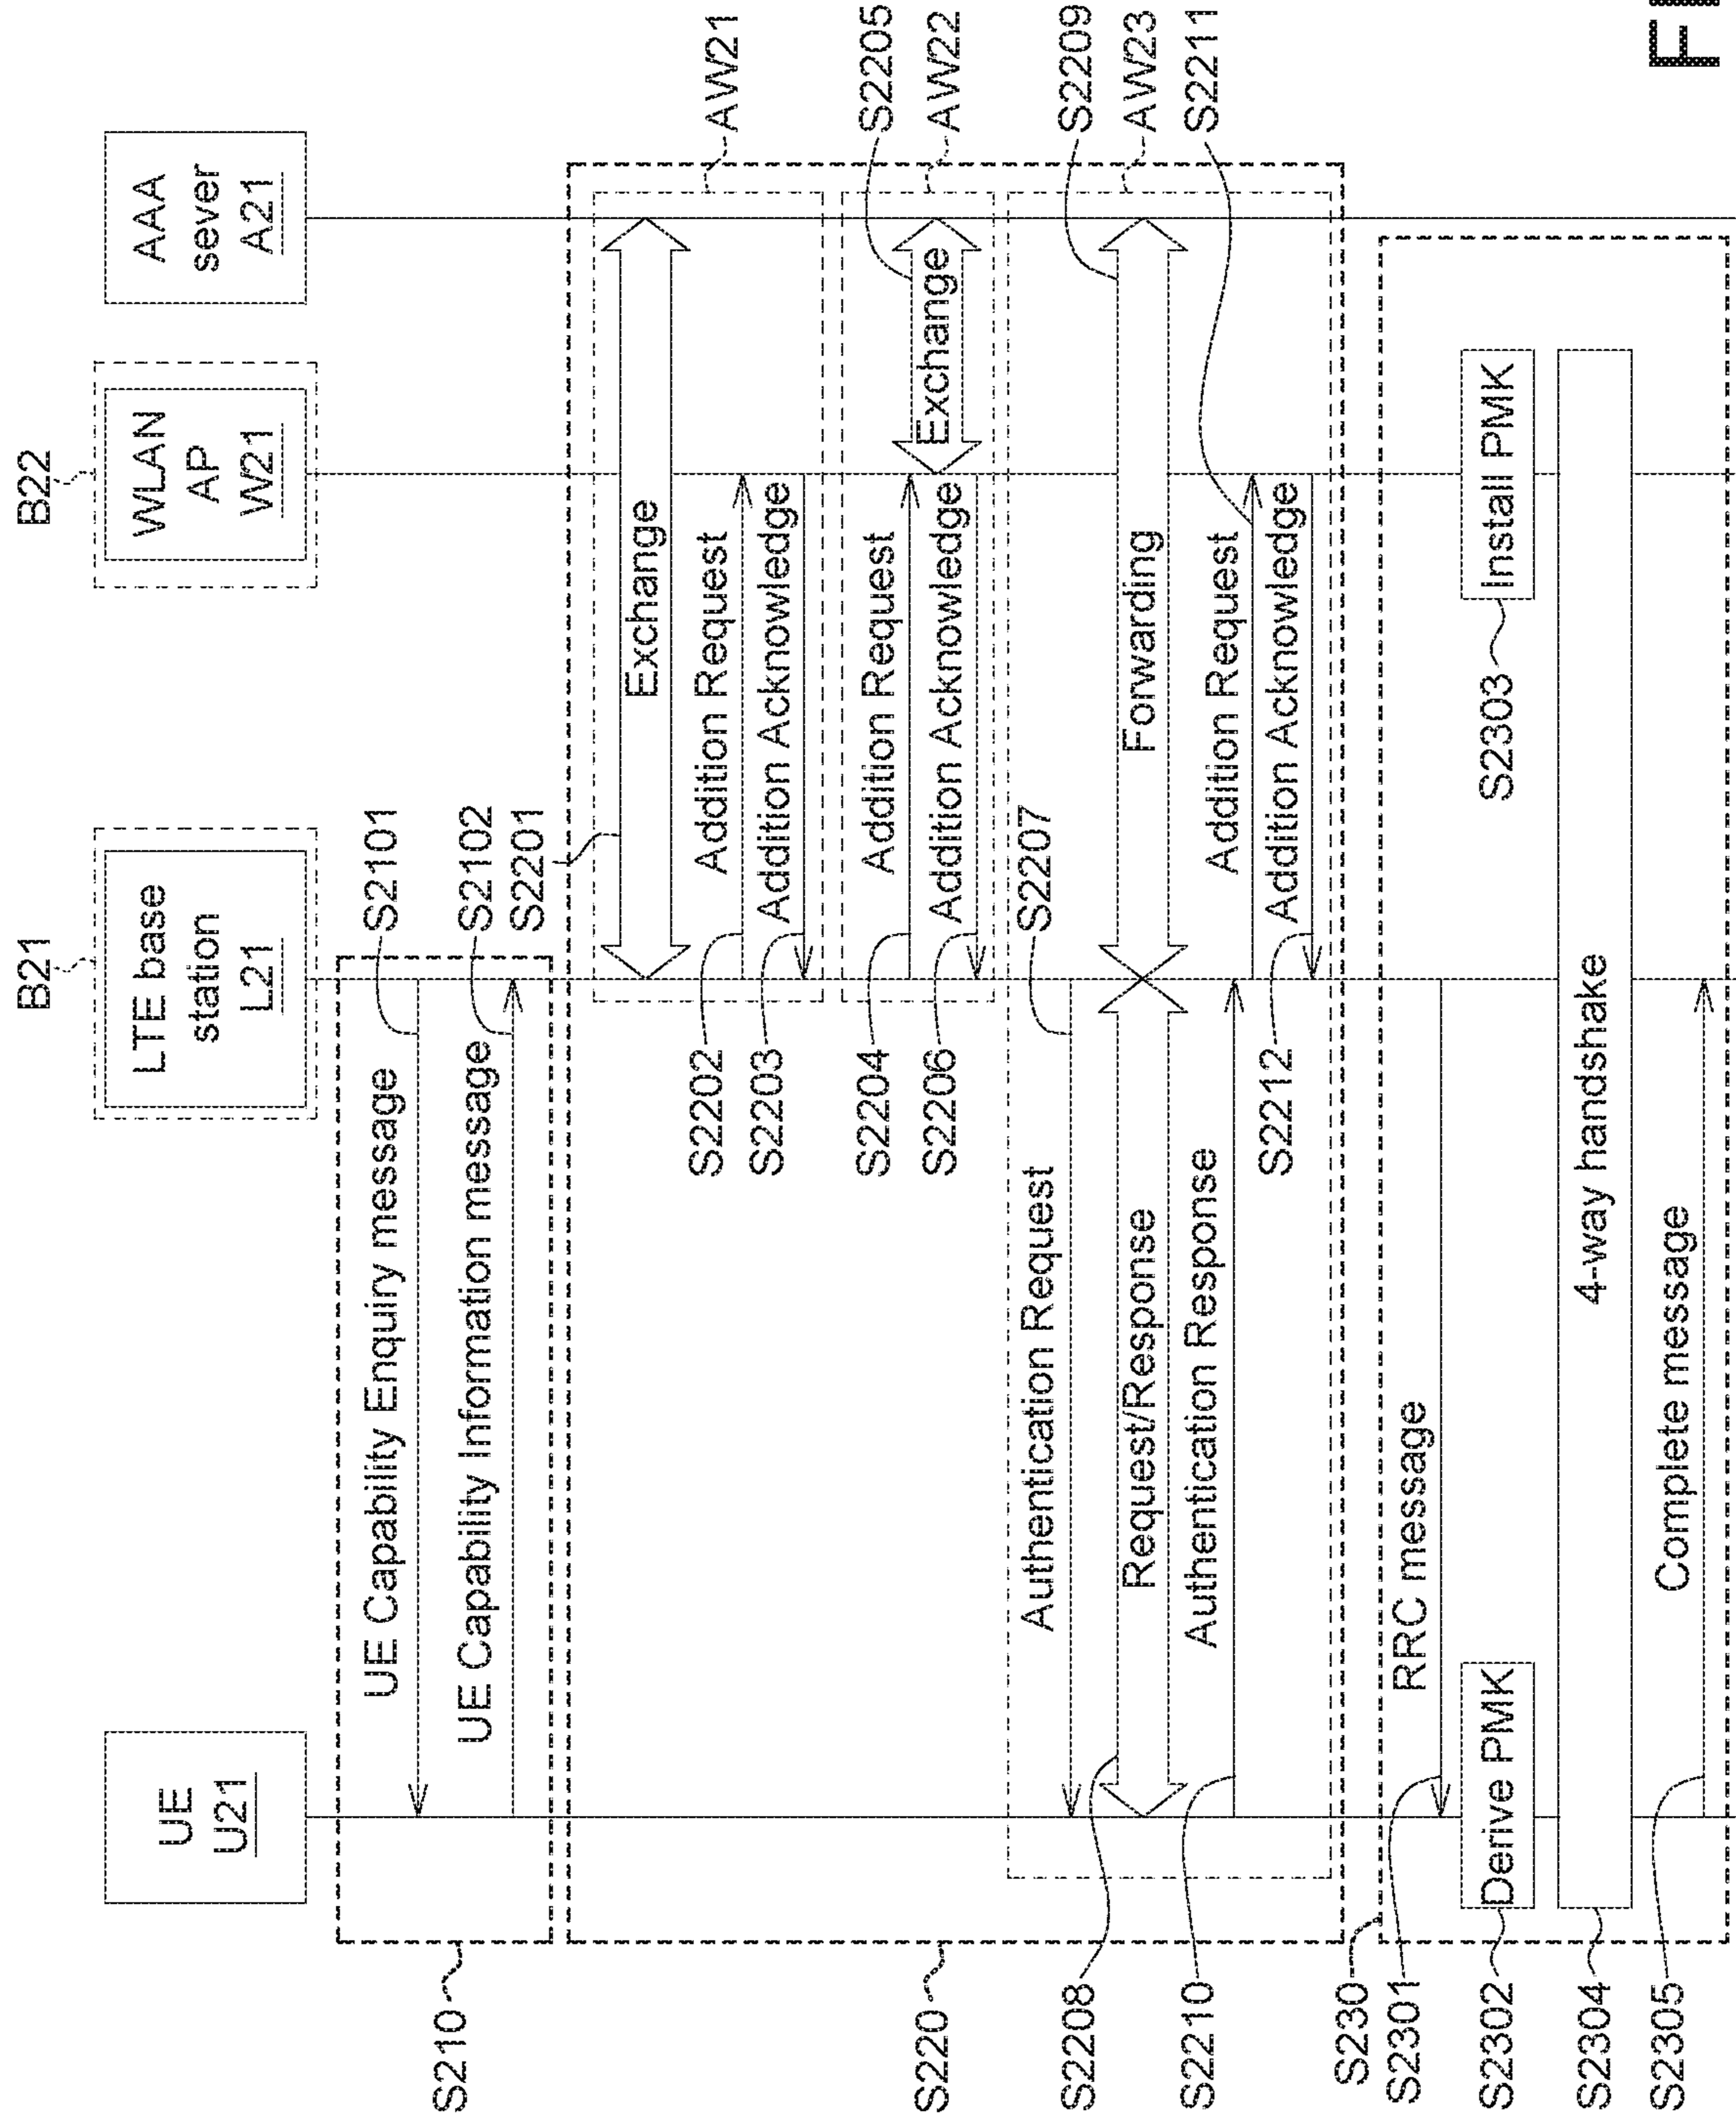 B21
B22
UE
U21
LTE base
station
L21
WLAN
AP
W21
AAA
sever
A21
S210
UE Capability Enquiry message
S2101
UE Capability Information message
S2102
S2201
S220
Exchange
AW21
S2202
Addition Request
S2203
Addition Acknowledge
S2204
Addition Request
Exchange
S2205
AW22
S2206
Addition Acknowledge
Authentication Request
S2207
S2208
Request/Response
Forwarding
S2209
AW23
S2210
Authentication Response
Addition Request
S2211
S2212
Addition Acknowledge
S230
S2301
RRC message
S2302
Derive PMK
S2303
Install PMK
S2304
4-way handshake
S2305
Complete message